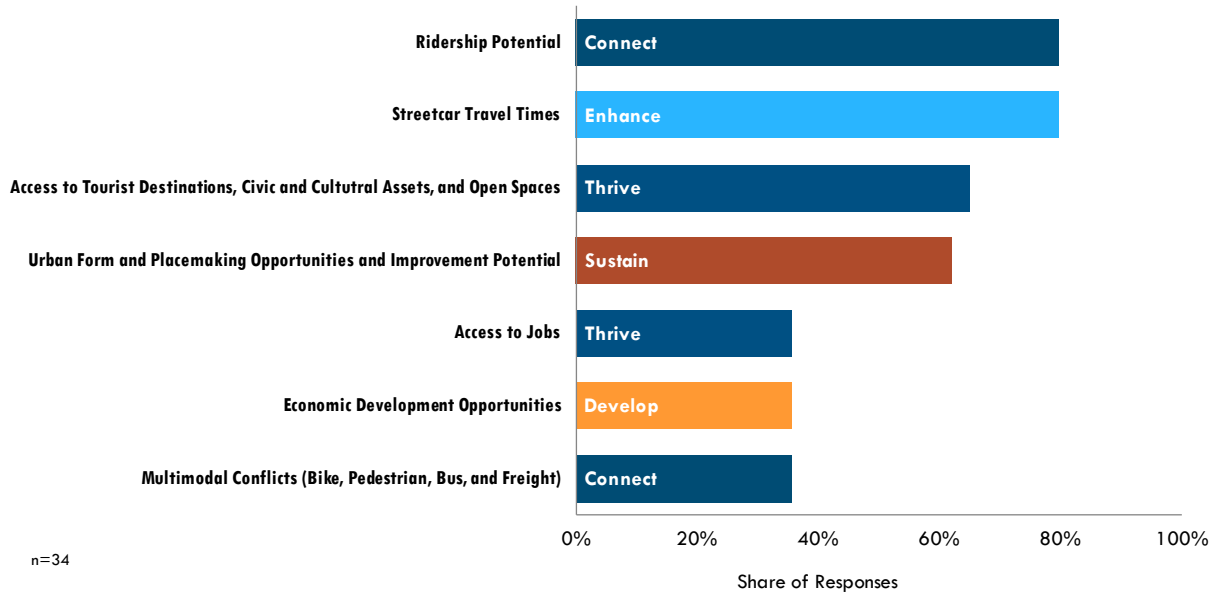 Ridership Potential Connect
Streetcar Travel Times Enhance
Access to Tourist Destinations, Civic and Cultutral Assets, and Open Spaces Thrive
Urban Form and Placemaking Opportunities and Improvement Potential Sustain
Access to Jobs Thrive
Economic Development Opportunities Develop
Multimodal Conflicts (Bike, Pedestrian, Bus, and Freight) Connect
0% 20% 40% 60% 80% 100%
n=34
Share of Responses